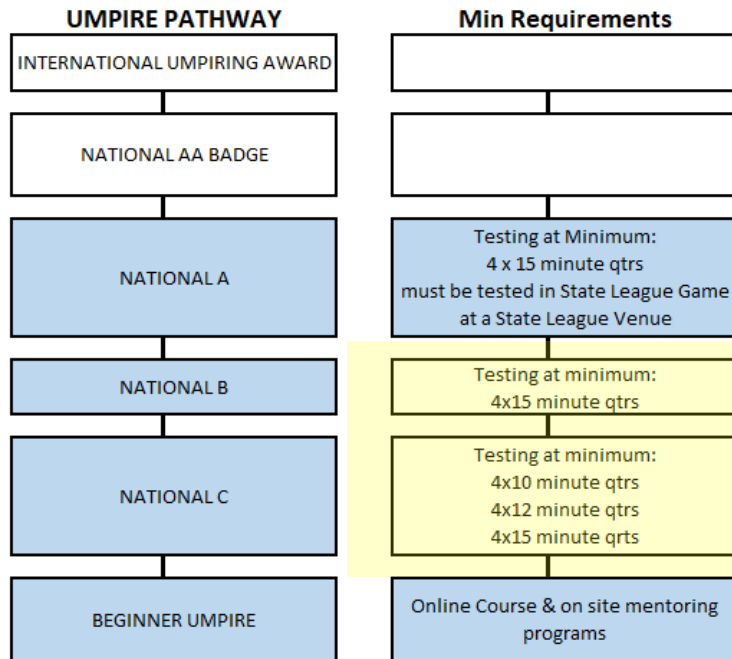 UMPIRE PATHWAY
Min Requirements
INTERNATIONAL UMPIRING AWARD
NATIONAL AA BADGE
NATIONAL A
Testing at Minimum:
4 x 15 minute qtrs
must be tested in State League Game
at a State League Venue
NATIONAL B
Testing at minimum:
4x15 minute qtrs
NATIONAL C
Testing at minimum:
4x10 minute qtrs
4x12 minute qtrs
4x15 minute qrts
BEGINNER UMPIRE
Online Course & on site mentoring
programs